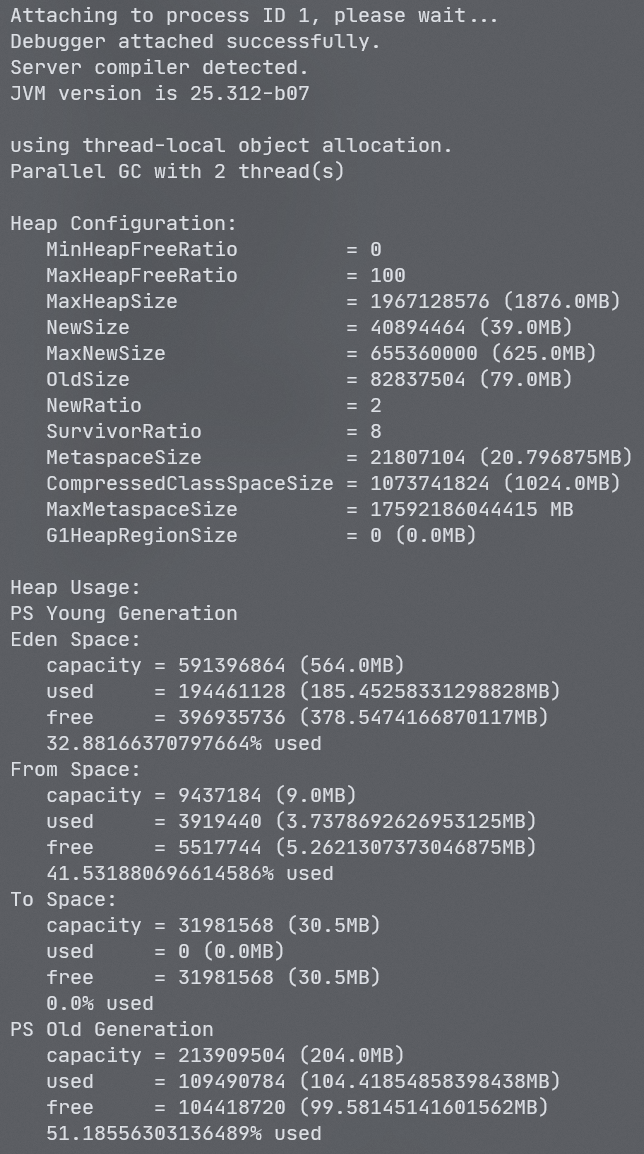 Attaching to process ID 1, please wait...
Debugger attached successfully.
Server compiler detected.
JVM version is 25.312-b07

using thread-local object allocation.
Parallel GC with 2 thread(s)

Heap Configuration:
   MinHeapFreeRatio         = 0
   MaxHeapFreeRatio         = 100
   MaxHeapSize              = 1967128576 (1876.0MB)
   NewSize                  = 40894464 (39.0MB)
   MaxNewSize               = 655360000 (625.0MB)
   OldSize                  = 82837504 (79.0MB)
   NewRatio                 = 2
   SurvivorRatio            = 8
   MetaspaceSize            = 21807104 (20.796875MB)
   CompressedClassSpaceSize = 1073741824 (1024.0MB)
   MaxMetaspaceSize         = 17592186044415 MB
   G1HeapRegionSize         = 0 (0.0MB)

Heap Usage:
PS Young Generation
Eden Space:
   capacity = 591396864 (564.0MB)
   used     = 194461128 (185.45258331298828MB)
   free     = 396935736 (378.5474166870117MB)
   32.88166370797664% used
From Space:
   capacity = 9437184 (9.0MB)
   used     = 3919440 (3.7378692626953125MB)
   free     = 5517744 (5.2621307373046875MB)
   41.531880696614586% used
To Space:
   capacity = 31981568 (30.5MB)
   used     = 0 (0.0MB)
   free     = 31981568 (30.5MB)
   0.0% used
PS Old Generation
   capacity = 213909504 (204.0MB)
   used     = 109490784 (104.41854858398438MB)
   free     = 104418720 (99.58145141601562MB)
   51.18556303136489% used